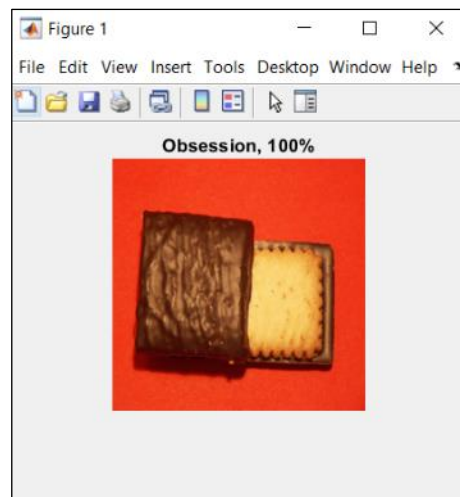 Figure 1
File Edit View Insert Tools Desktop Window Help
Obsession, 100%